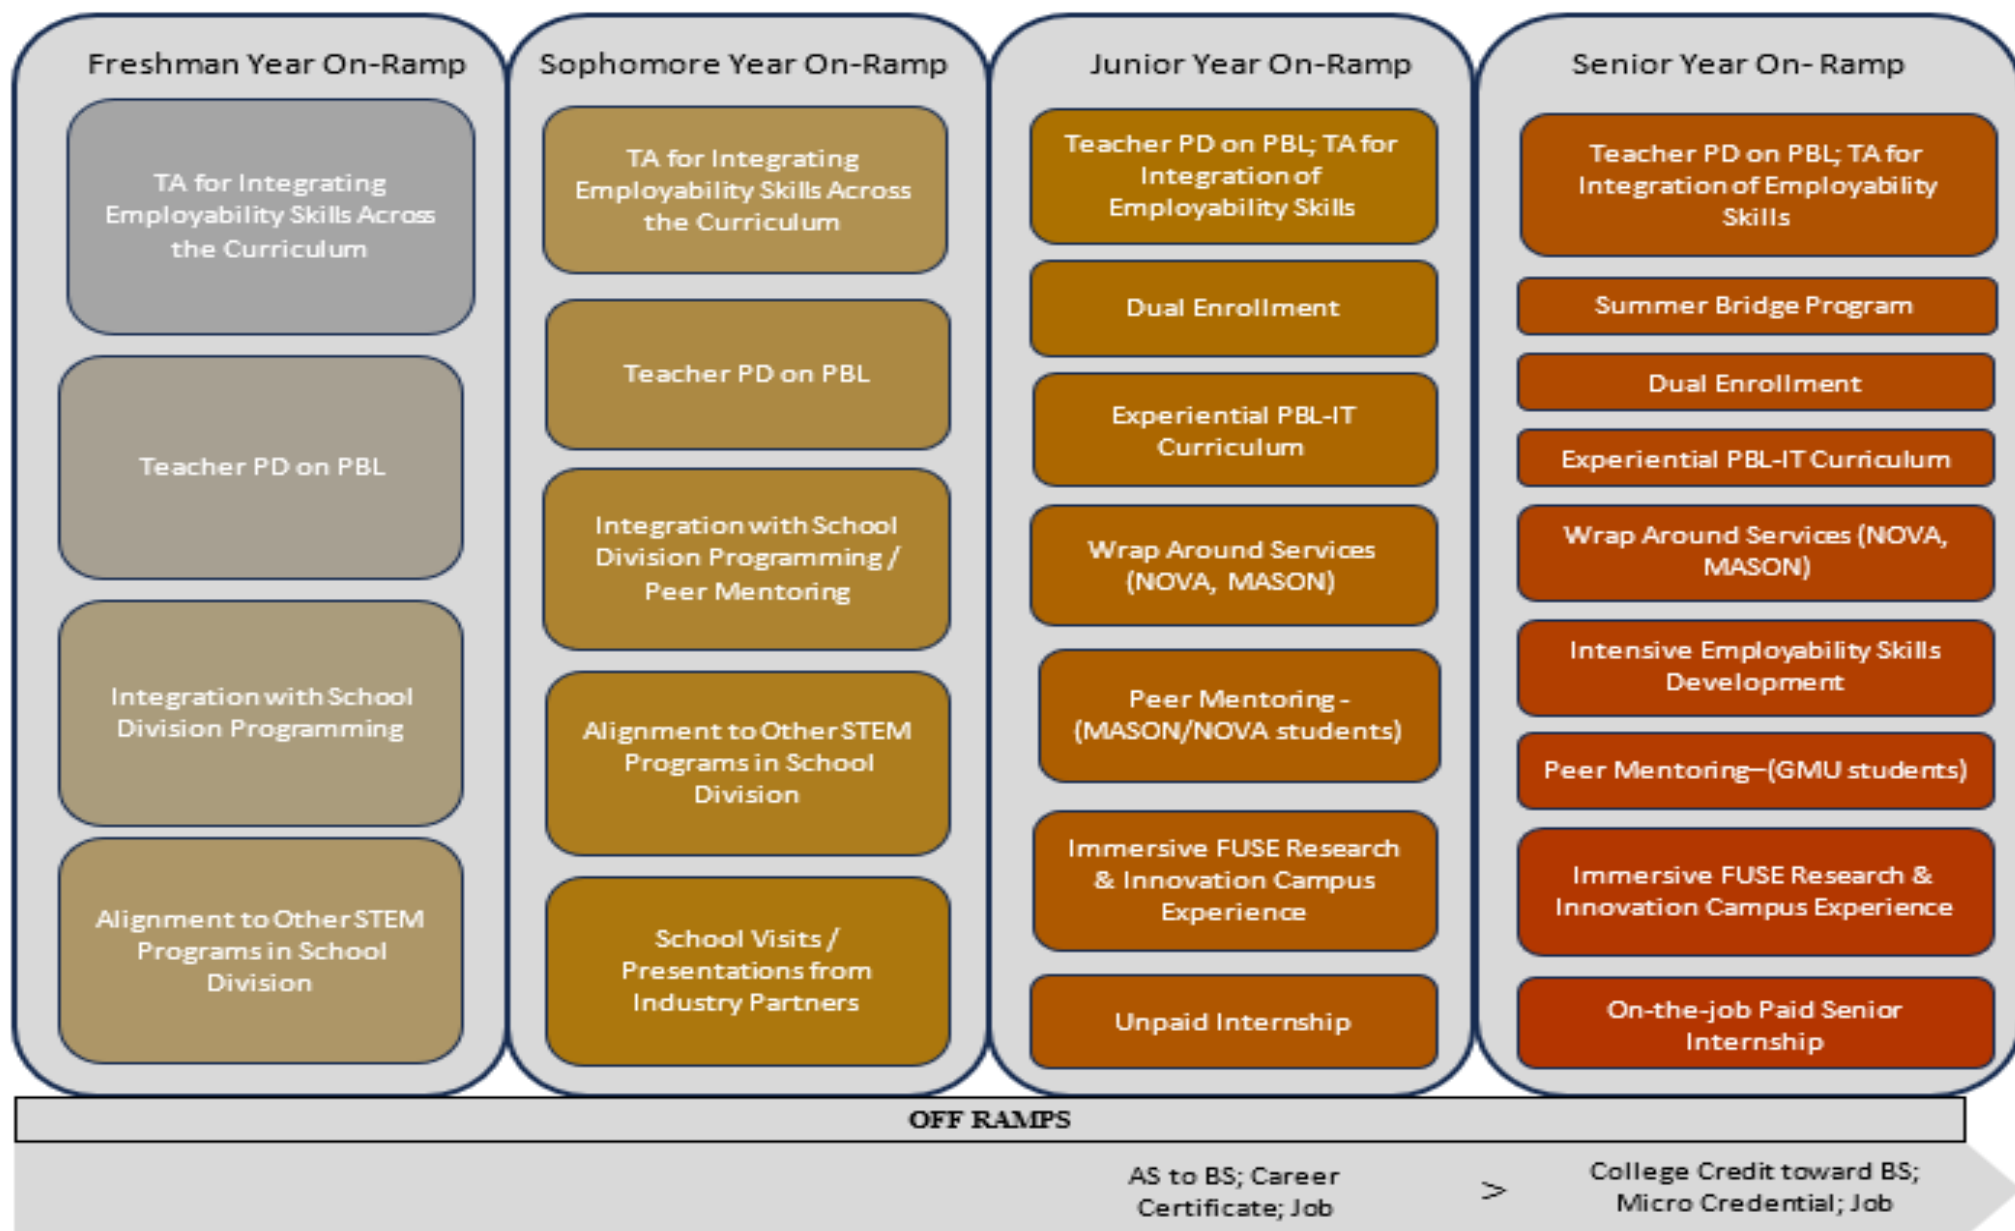 Freshman Year On-Ramp
TA for Integrating
Employability Skills Across
the Curriculum
Teacher PD on PBL
Integration with School
Division Programming
Alignment to Other STEM
Programs in School
Division
Sophomore Year On-Ramp
TA for Integrating
Employability Skills Across
the Curriculum
Teacher PD on PBL
Integration with School
Division Programming /
Peer Mentoring
Alignment to Other STEM
Programs in School
Division
School Visits /
Presentations from
Industry Partners
Junior Year On-Ramp
Teacher PD on PBL; TA for
Integration of
Employability Skills
Dual Enrollment
Experiential PBL-IT
Curriculum
Wrap Around Services
(NOVA, MASON)
Peer Mentoring -
(MASON/NOVA students)
Immersive FUSE Research
& Innovation Campus
Experience
Unpaid Internship
Senior Year On- Ramp
Teacher PD on PBL; TA for
Integration of Employability
Skills
Summer Bridge Program
Dual Enrollment
Experiential PBL-IT Curriculum
Wrap Around Services (NOVA,
MASON)
Intensive Employability Skills
Development
Peer Mentoring–(GMU students)
Immersive FUSE Research &
Innovation Campus Experience
On-the-job Paid Senior
Internship
OFF RAMPS
AS to BS; Career
Certificate; Job
>
College Credit toward BS;
Micro Credential; Job